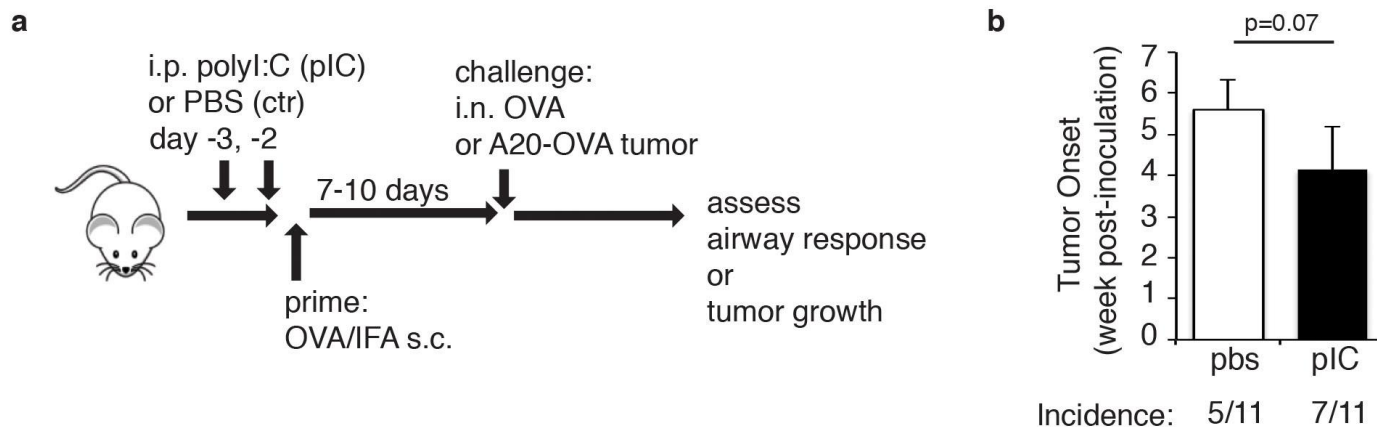 a
i.p. polyI:C (pIC)
or PBS (ctr)
day -3, -2
challenge:
i.n. OVA
or A20-OVA tumor
7-10 days
prime:
OVA/IFA s.c.
assess
airway response
or
tumor growth
b
p=0.07
Tumor Onset
(week post-inoculation)
7
6
5
4
3
2
1
0
pbs pIC
Incidence: 5/11 7/11